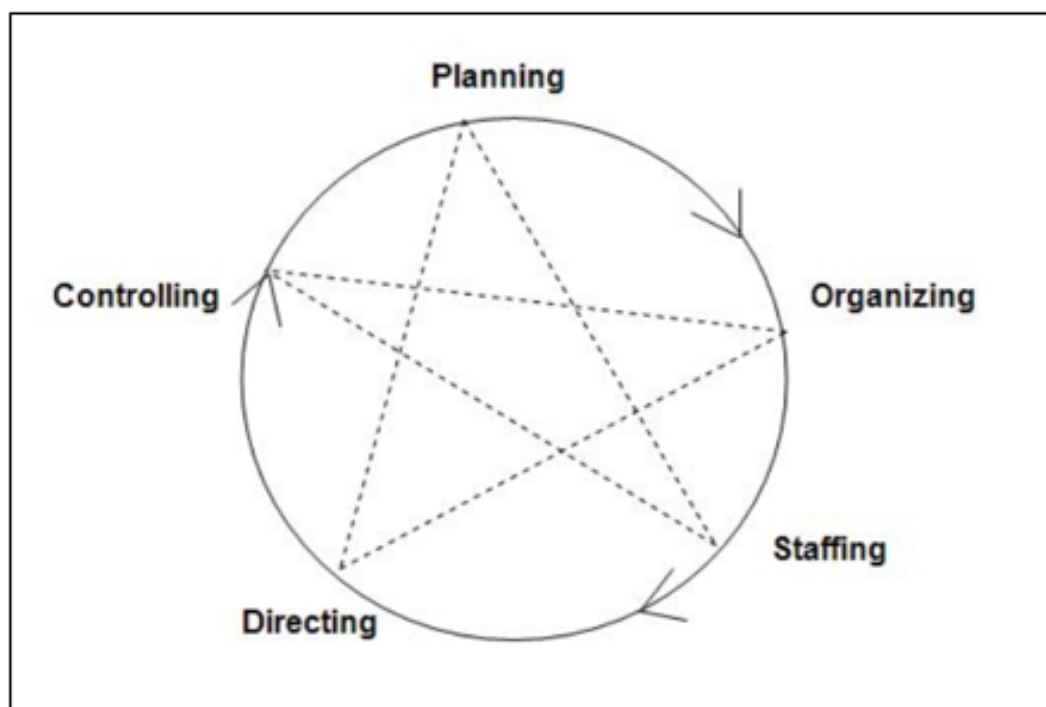 Planning
Organizing
Controlling
Staffing
Directing